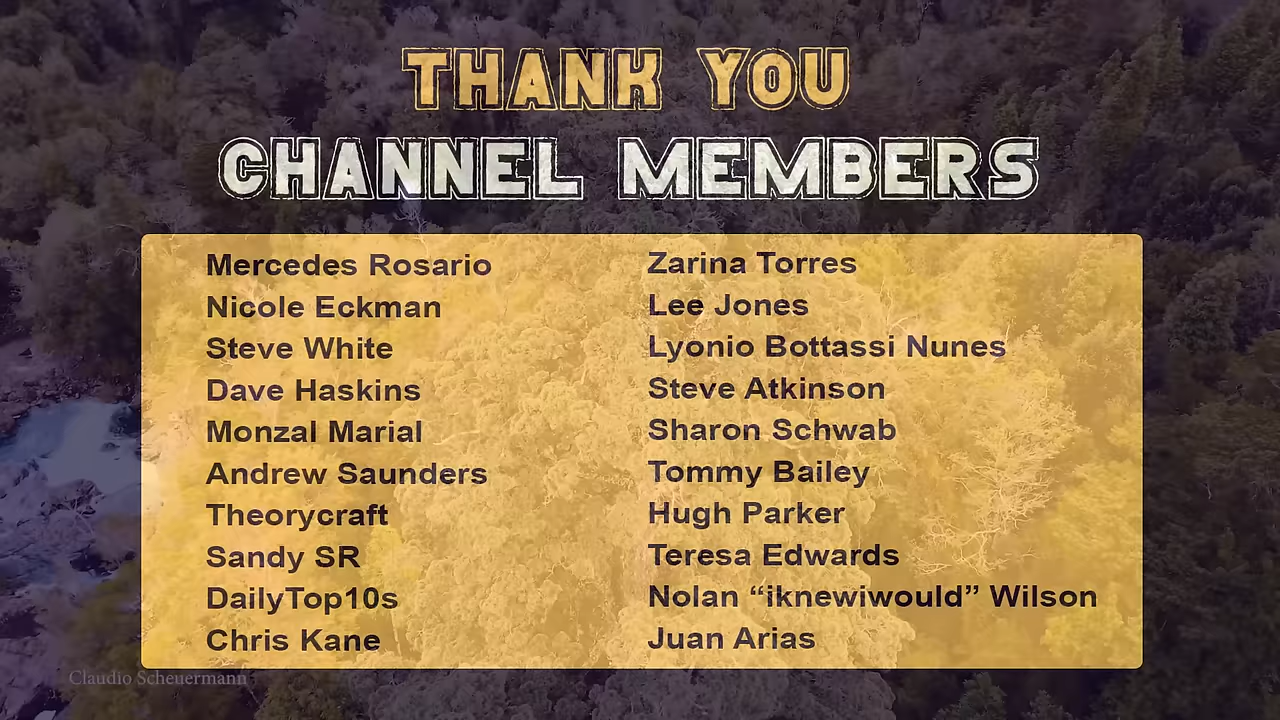 THANK YOU
CHANNEL MEMBERS
Mercedes Rosario
Nicole Eckman
Steve White
Dave Haskins
Monzal Marial
Andrew Saunders
Theorycraft
Sandy SR
DailyTop10s
Chris Kane
Zarina Torres
Lee Jones
Lyonio Bottassi Nunes
Steve Atkinson
Sharon Schwab
Tommy Bailey
Hugh Parker
Teresa Edwards
Nolan “iknewiwould” Wilson
Juan Arias
Claudio Scheuermann